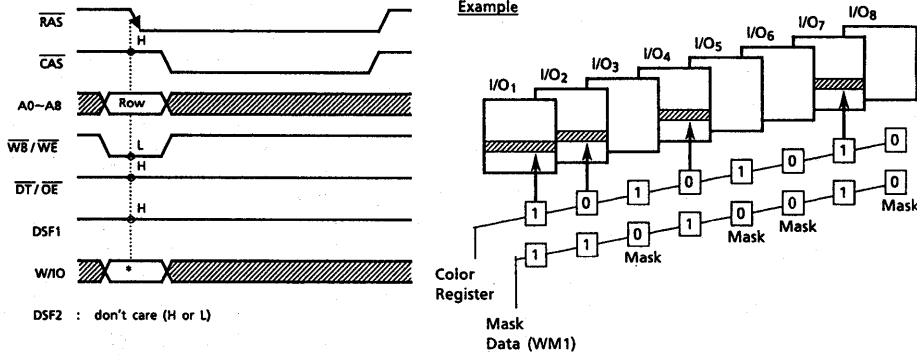 RAS
H
CAS
A0~A8
Row
WB / WE
L
H
DT / OE
H
DSF1
W/IO
*
DSF2 : don't care (H or L)
Example
I/O1 I/O2 I/O3 I/O4 I/O5 I/O6 I/O7 I/O8
1 0 1 0 1 0 1 0
1 1 0 1 0 0 1 0
Mask Mask Mask Mask
Color
Register
Mask
Data (WM1)